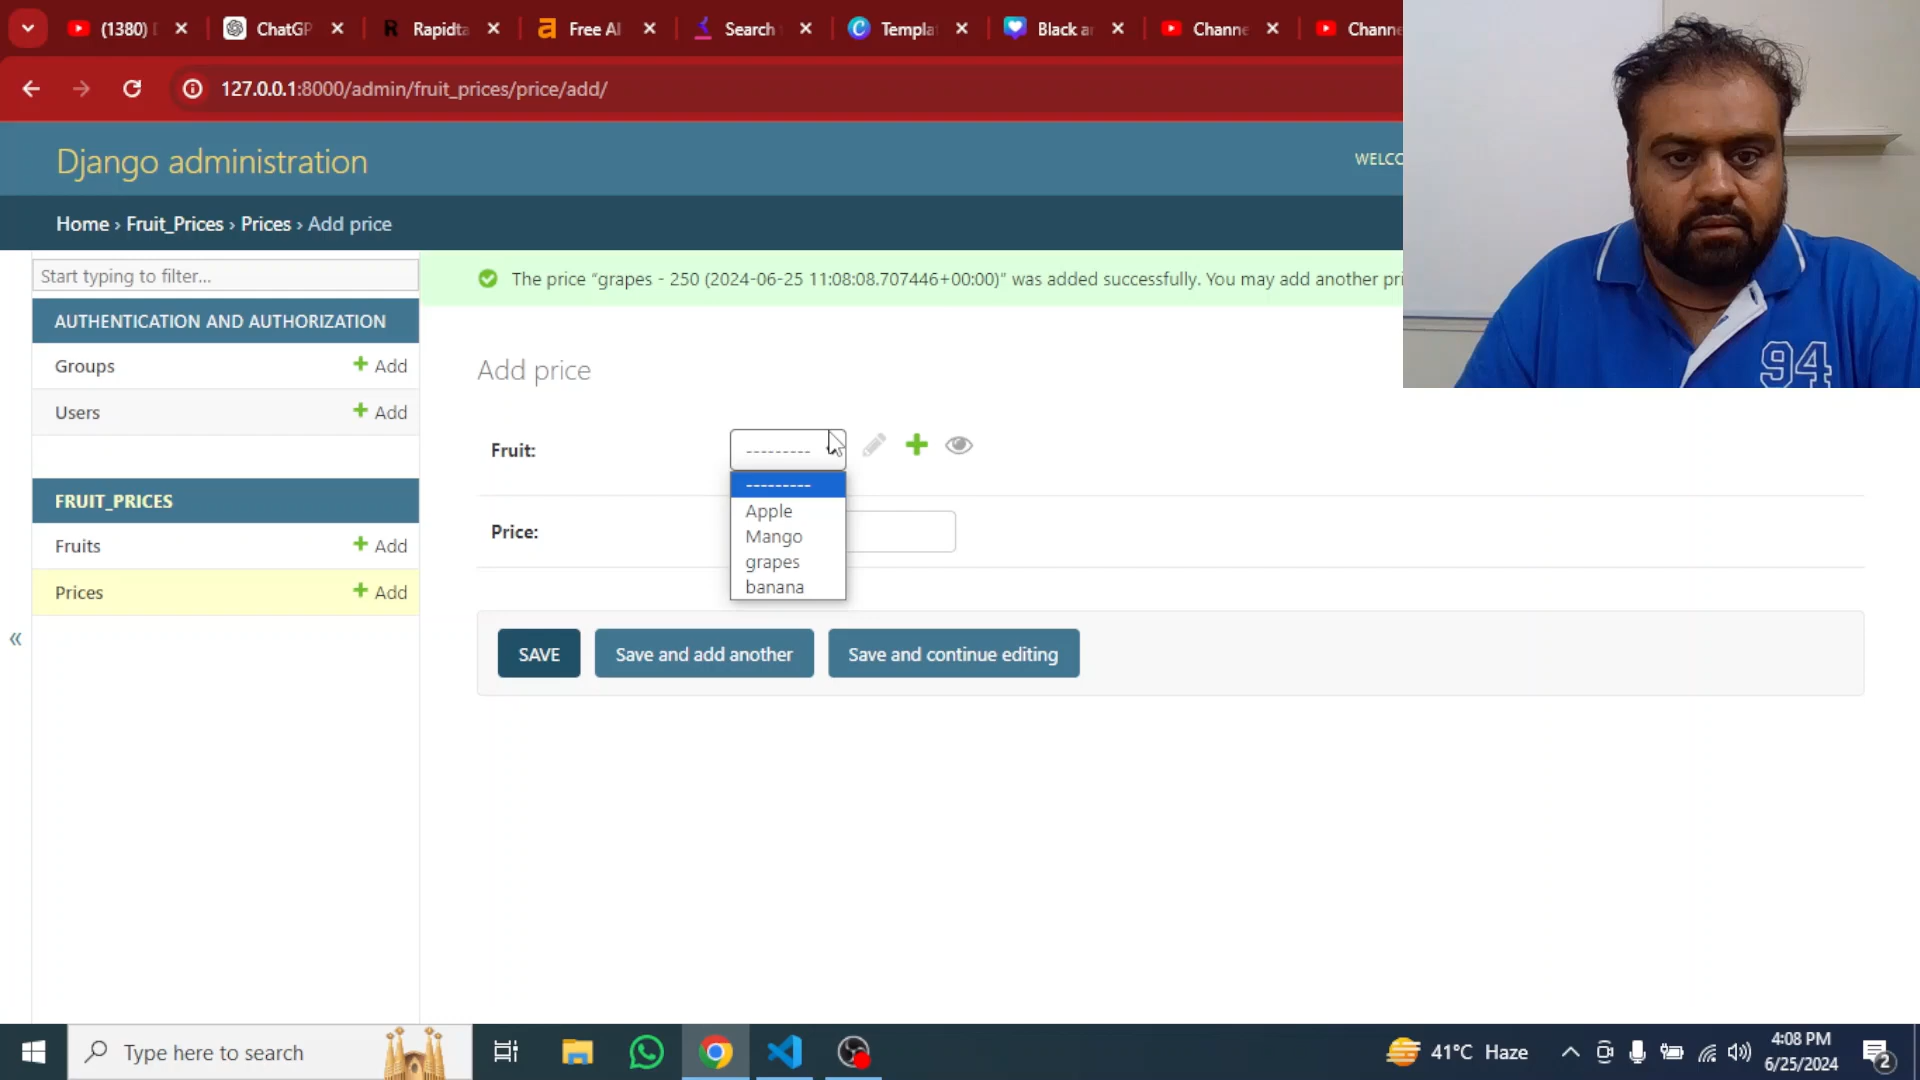 (1380)
ChatGP
Rapidta
Free AI
Search
Templa
Black a
Channe
Channe
127.0.0.1:8000/admin/fruit_prices/price/add/
Django administration
WELCO
Home › Fruit_Prices › Prices › Add price
Start typing to filter...
The price “grapes - 250 (2024-06-25 11:08:08.707446+00:00)” was added successfully. You may add another pri
AUTHENTICATION AND AUTHORIZATION
Groups
Add
Users
Add
FRUIT_PRICES
Fruits
Add
Prices
Add
«
Add price
Fruit:
---------
---------
Apple
Mango
grapes
banana
Price:
SAVE
Save and add another
Save and continue editing
94
Type here to search
41°C Haze
4:08 PM
6/25/2024
2